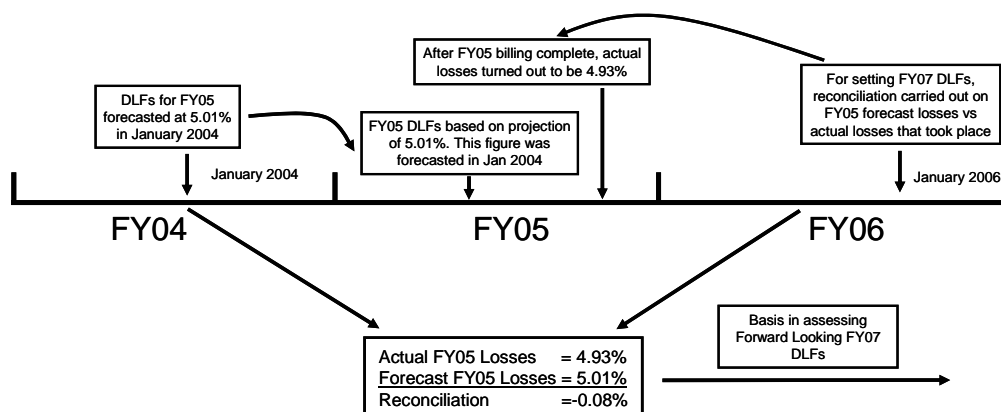 After FY05 billing complete, actual
losses turned out to be 4.93%
For setting FY07 DLFs,
reconciliation carried out on
FY05 forecast losses vs
actual losses that took place
DLFs for FY05
forecasted at 5.01%
in January 2004
FY05 DLFs based on projection
of 5.01%. This figure was
forecasted in Jan 2004
January 2004
January 2006
FY04
FY05
FY06
Basis in assessing
Forward Looking FY07
DLFs
Actual FY05 Losses = 4.93%
Forecast FY05 Losses = 5.01%
Reconciliation =-0.08%